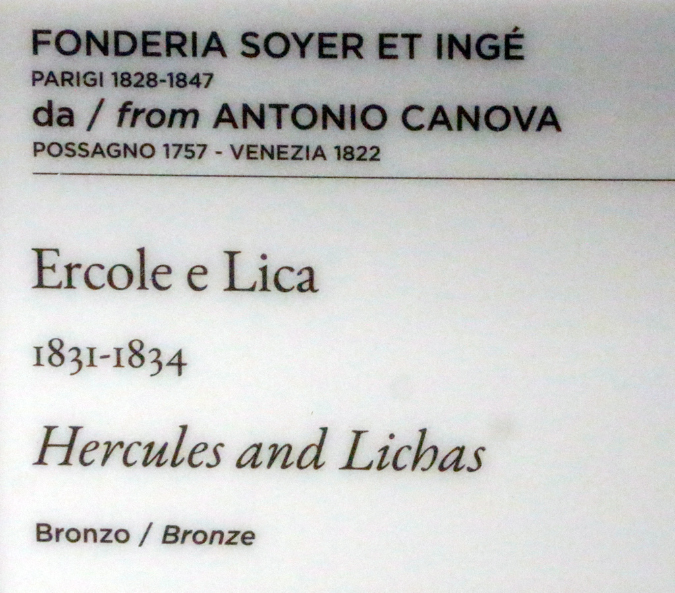 FONDERIA SOYER ET INGÉ
PARIGI 1828-1847
da / from ANTONIO CANOVA
POSSAGNO 1757 - VENEZIA 1822
Ercole e Lica
1831-1834
Hercules and Lichas
Bronzo / Bronze